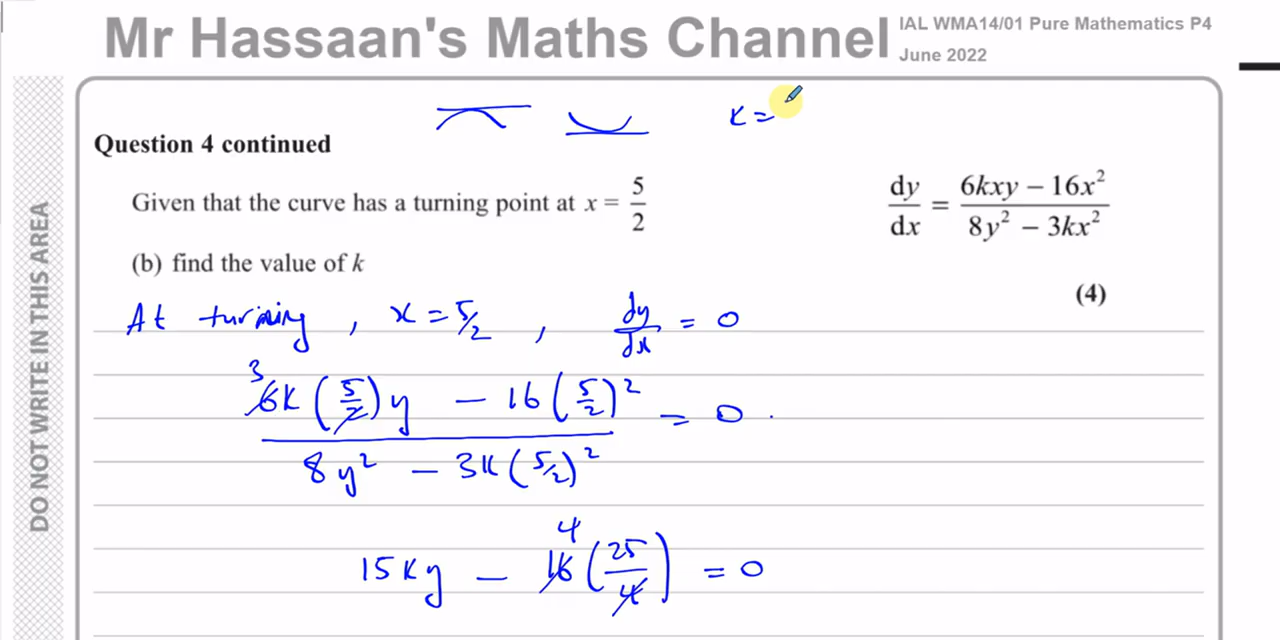 Mr Hassaan's Maths Channel
IAL WMA14/01 Pure Mathematics P4
June 2022
DO NOT WRITE IN THIS AREA
k =
Question 4 continued
Given that the curve has a turning point at x = 5/2
dy/dx = (6kxy − 16x²)/(8y² − 3kx²)
(b) find the value of k
(4)
At turning, x = 5/2, dy/dx = 0
(3 6k (5/2) y − 16 (5/2)²)/(8y² − 3k (5/2)²) = 0.
4
15ky − 16 (25/4) = 0